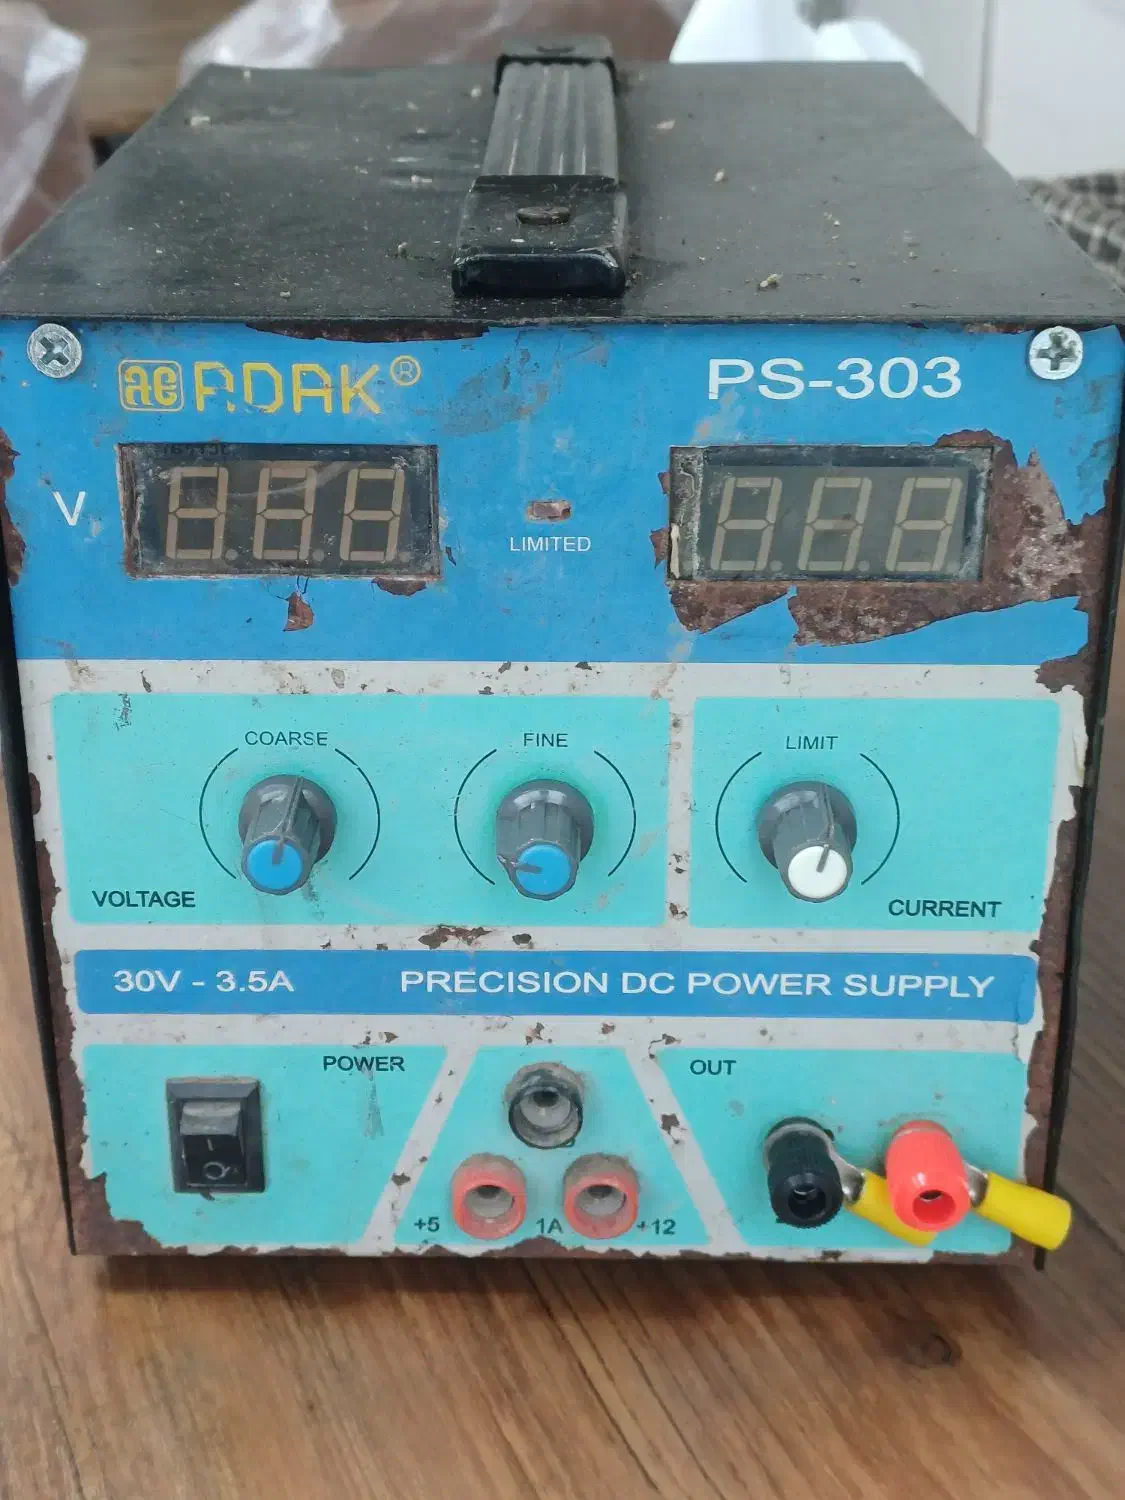 ae ADAK®
PS-303
V
LIMITED
COARSE
FINE
LIMIT
VOLTAGE
CURRENT
30V - 3.5A
PRECISION DC POWER SUPPLY
POWER
OUT
+5
1A
+12